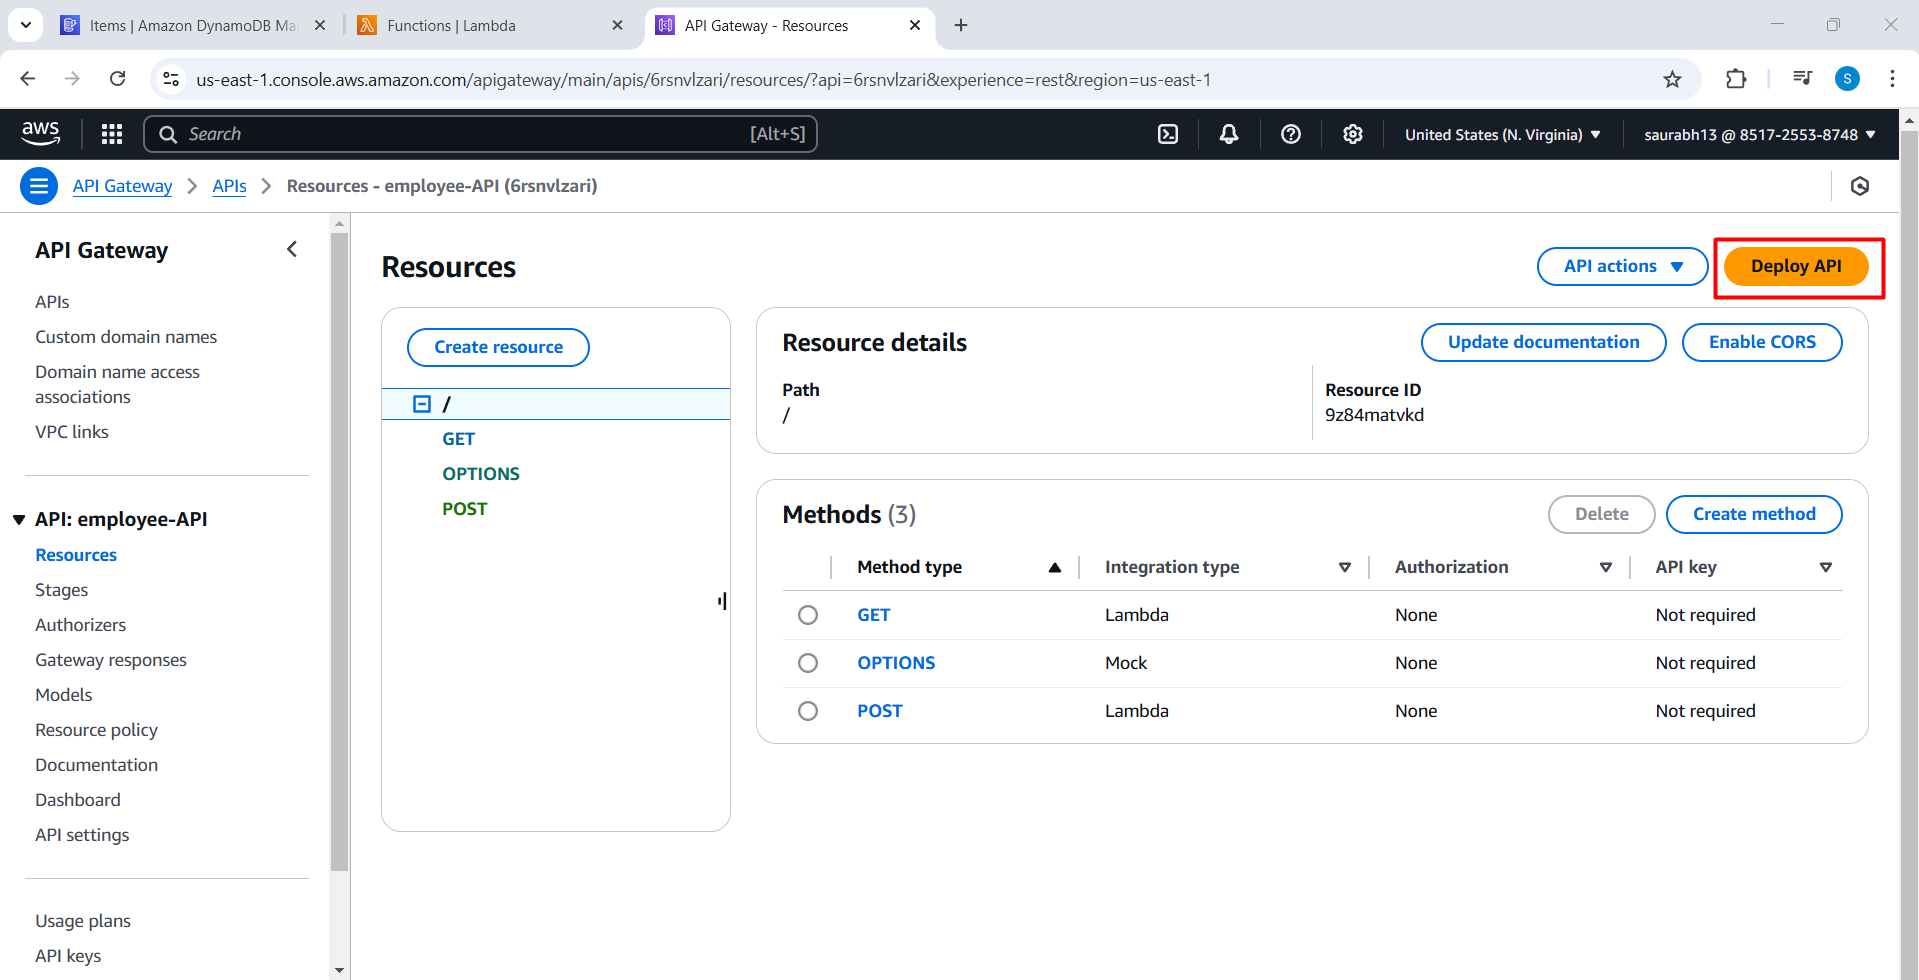 Items | Amazon DynamoDB Ma
Functions | Lambda
API Gateway - Resources
us-east-1.console.aws.amazon.com/apigateway/main/apis/6rsnvlzari/resources/?api=6rsnvlzari&experience=rest&region=us-east-1
S
aws
Search
[Alt+S]
United States (N. Virginia)
saurabh13 @ 8517-2553-8748
API Gateway
APIs
Resources - employee-API (6rsnvlzari)
API Gateway
APIs
Custom domain names
Domain name access
associations
VPC links
API: employee-API
Resources
Stages
Authorizers
Gateway responses
Models
Resource policy
Documentation
Dashboard
API settings
Usage plans
API keys
Resources
API actions
Deploy API
Create resource
/
GET
OPTIONS
POST
Resource details
Update documentation
Enable CORS
Path
/
Resource ID
9z84matvkd
Methods (3)
Delete
Create method
Method type Integration type Authorization API key
GET Lambda None Not required
OPTIONS Mock None Not required
POST Lambda None Not required